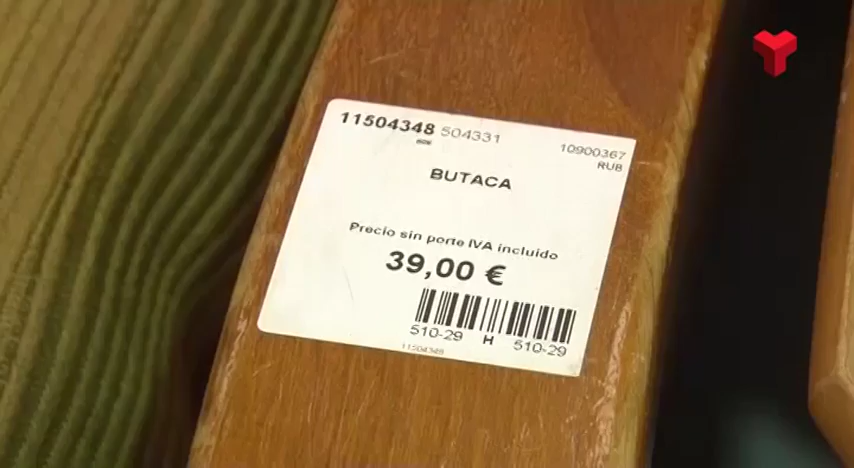 11504348 504331
10900367
RUB
BUTACA
Precio sin porte IVA incluido
39,00 €
510-29 H 510-29
11504348